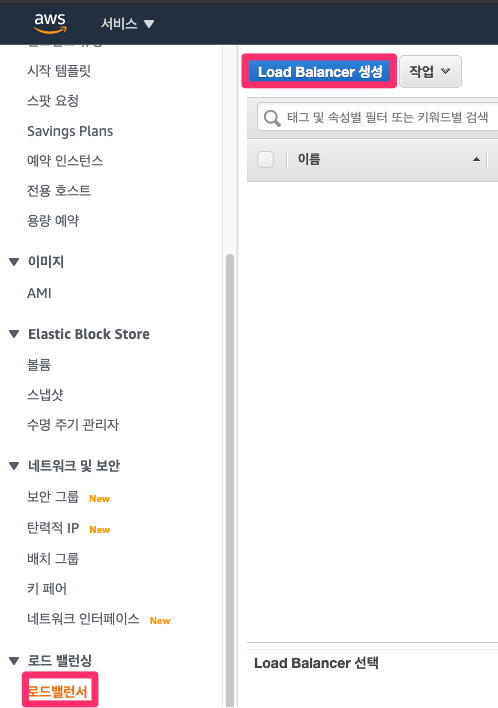 aws
서비스
시작 템플릿
스팟 요청
Savings Plans
예약 인스턴스
전용 호스트
용량 예약
이미지
AMI
Elastic Block Store
볼륨
스냅샷
수명 주기 관리자
네트워크 및 보안
보안 그룹 New
탄력적 IP New
배치 그룹
키 페어
네트워크 인터페이스 New
로드 밸런싱
로드밸런서
Load Balancer 생성
작업
태그 및 속성별 필터 또는 키워드별 검색
이름
Load Balancer 선택